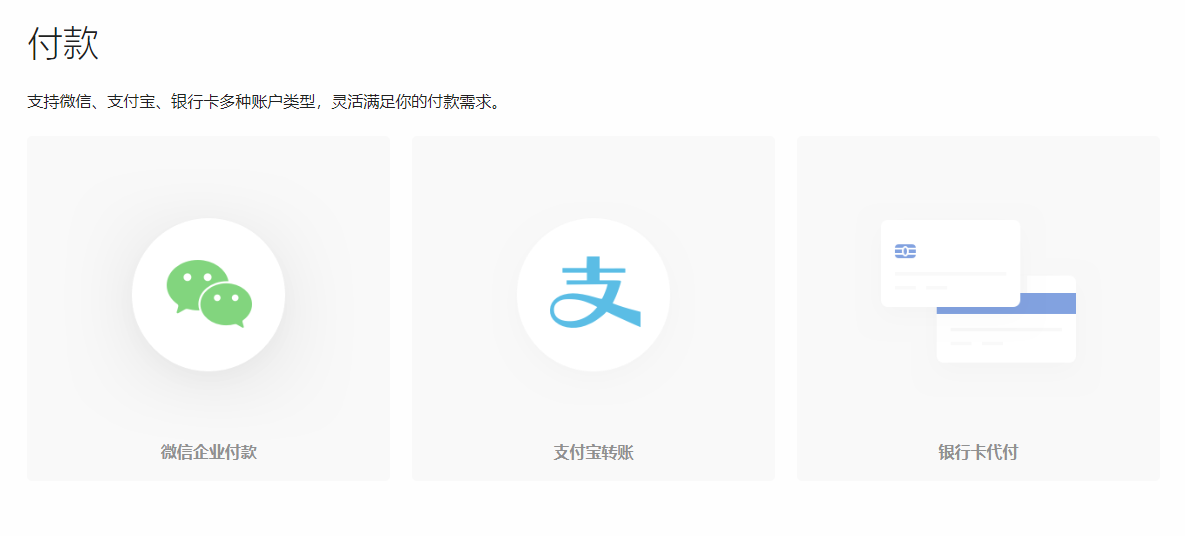 付款
支持微信、支付宝、银行卡多种账户类型，灵活满足你的付款需求。
微信企业付款
支付宝转账
银行卡代付